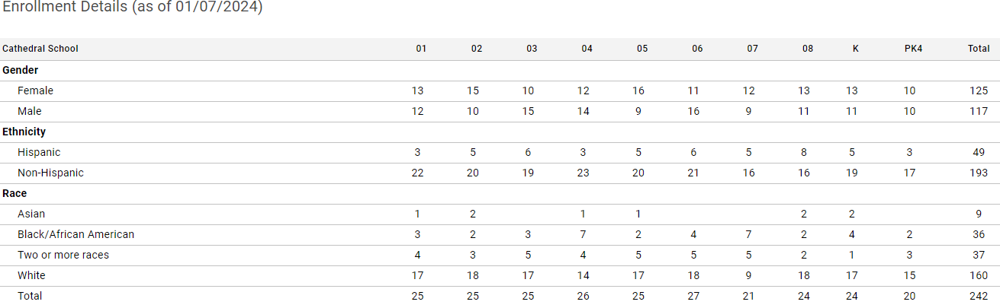 Enrollment Details (as of 01/07/2024)
Cathedral School 01 02 03 04 05 06 07 08 K PK4 Total
Gender
Female 13 15 10 12 16 11 12 13 13 10 125
Male 12 10 15 14 9 16 9 11 11 10 117
Ethnicity
Hispanic 3 5 6 3 5 6 5 8 5 3 49
Non-Hispanic 22 20 19 23 20 21 16 16 19 17 193
Race
Asian 1 2 1 1 2 2 9
Black/African American 3 2 3 7 2 4 7 2 4 2 36
Two or more races 4 3 5 4 5 5 5 2 1 3 37
White 17 18 17 14 17 18 9 18 17 15 160
Total 25 25 25 26 25 27 21 24 24 20 242